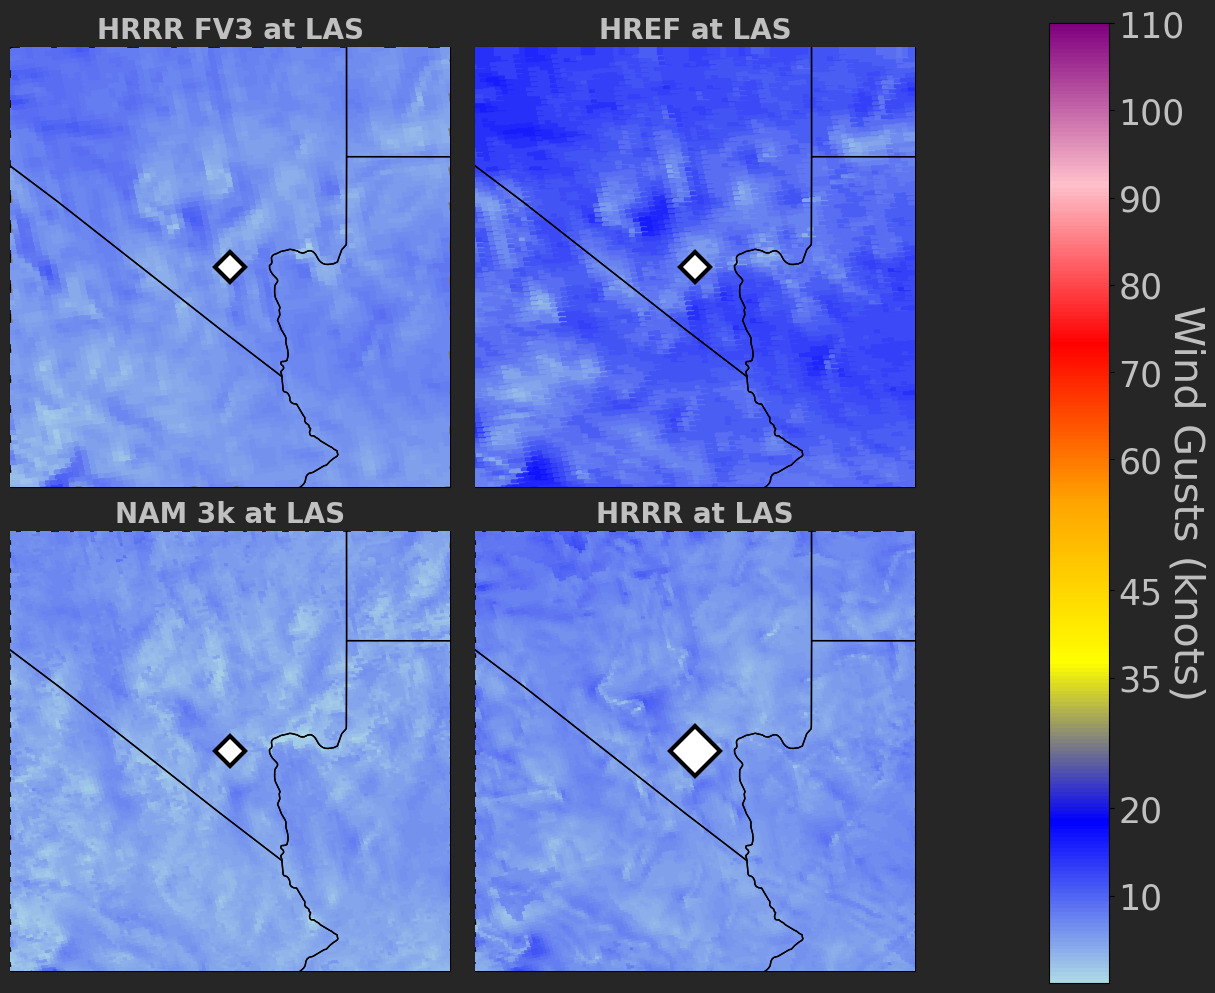 HRRR FV3 at LAS
HREF at LAS
NAM 3k at LAS
HRRR at LAS
110
100
90
80
70
60
45
35
20
10
Wind Gusts (knots)